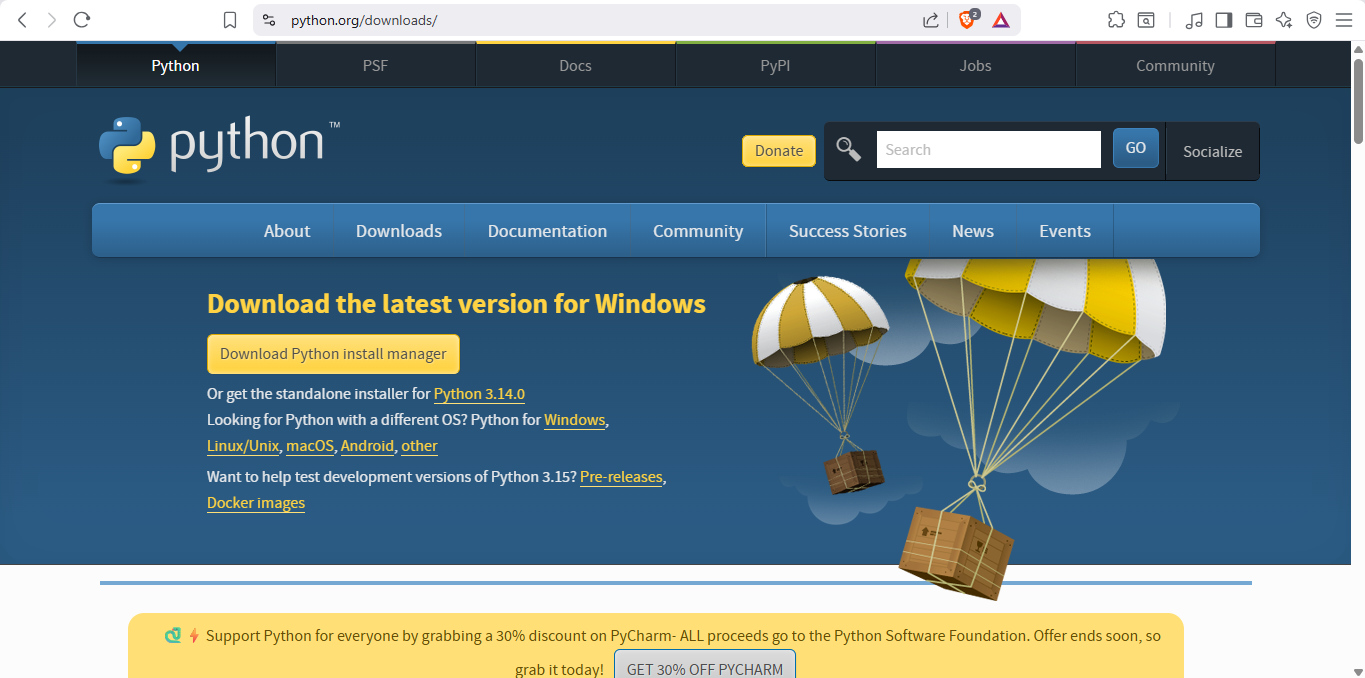 python.org/downloads/
2
Python PSF Docs PyPI Jobs Community
python™
Donate Search GO Socialize
About Downloads Documentation Community Success Stories News Events
Download the latest version for Windows
Download Python install manager
Or get the standalone installer for Python 3.14.0
Looking for Python with a different OS? Python for Windows,
Linux/Unix, macOS, Android, other
Want to help test development versions of Python 3.15? Pre-releases,
Docker images
Support Python for everyone by grabbing a 30% discount on PyCharm- ALL proceeds go to the Python Software Foundation. Offer ends soon, so
grab it today! GET 30% OFF PYCHARM